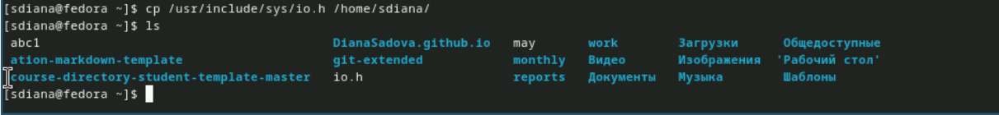 [sdiana@fedora ~]$ cp /usr/include/sys/io.h /home/sdiana/
[sdiana@fedora ~]$ ls
abc1 DianaSadova.github.io may work Загрузки Общедоступные
ation-markdown-template git-extended monthly Видео Изображения 'Рабочий стол'
course-directory-student-template-master io.h reports Документы Музыка Шаблоны
[sdiana@fedora ~]$